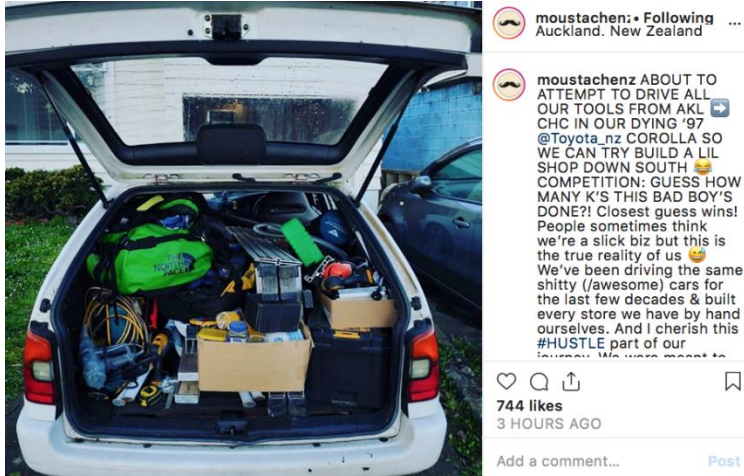 THE
NORTH
FACE
moustachenz • Following
Auckland, New Zealand
moustachenz ABOUT TO
ATTEMPT TO DRIVE ALL
OUR TOOLS FROM AKL ➡️
CHC IN OUR DYING ‘97
@Toyota_nz COROLLA SO
WE CAN TRY BUILD A LIL
SHOP DOWN SOUTH 😂
COMPETITION: GUESS HOW
MANY K’S THIS BAD BOY’S
DONE?! Closest guess wins!
People sometimes think
we’re a slick biz but this is
the true reality of us 😅
We’ve been driving the same
shitty (/awesome) cars for
the last few decades & built
every store we have by hand
ourselves. And I cherish this
#HUSTLE part of our
journey. We were meant to
744 likes
3 HOURS AGO
Add a comment...
Post